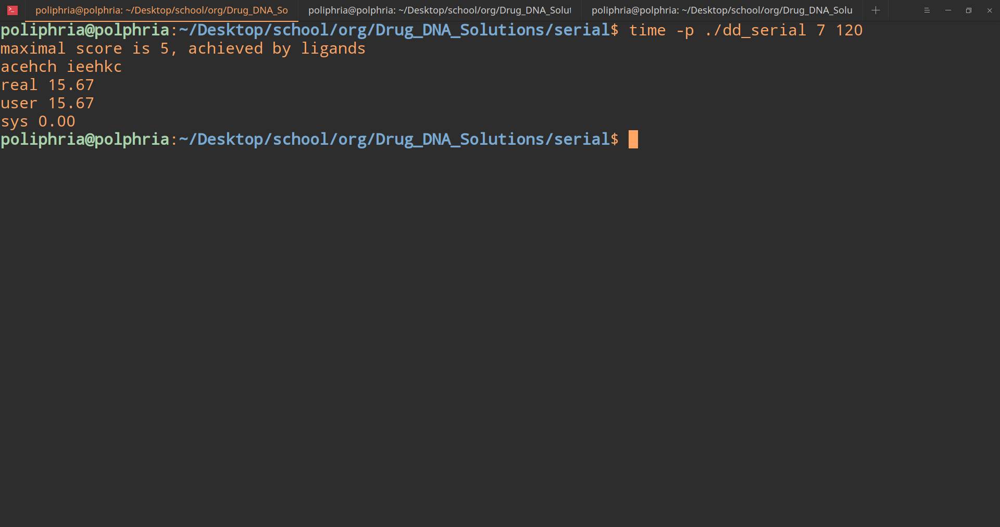 poliphria@polphria: ~/Desktop/school/org/Drug_DNA_So
poliphria@polphria: ~/Desktop/school/org/Drug_DNA_Solut
poliphria@polphria: ~/Desktop/school/org/Drug_DNA_Solu
poliphria@polphria:~/Desktop/school/org/Drug_DNA_Solutions/serial$ time -p ./dd_serial 7 120
maximal score is 5, achieved by ligands
acehch ieehkc
real 15.67
user 15.67
sys 0.00
poliphria@polphria:~/Desktop/school/org/Drug_DNA_Solutions/serial$